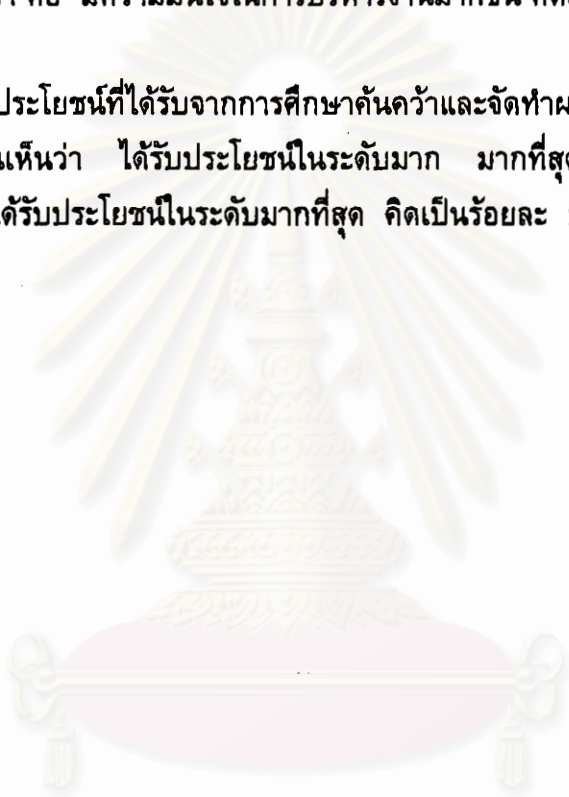 มีความมั่นใจในการบริหารงานมากขึ้น
ประโยชน์ที่ได้รับจากการศึกษาค้นคว้าและจัดทำผ
เห็นว่า ได้รับประโยชน์ในระดับมาก มากที่สุด
ได้รับประโยชน์ในระดับมากที่สุด คิดเป็นร้อยละ